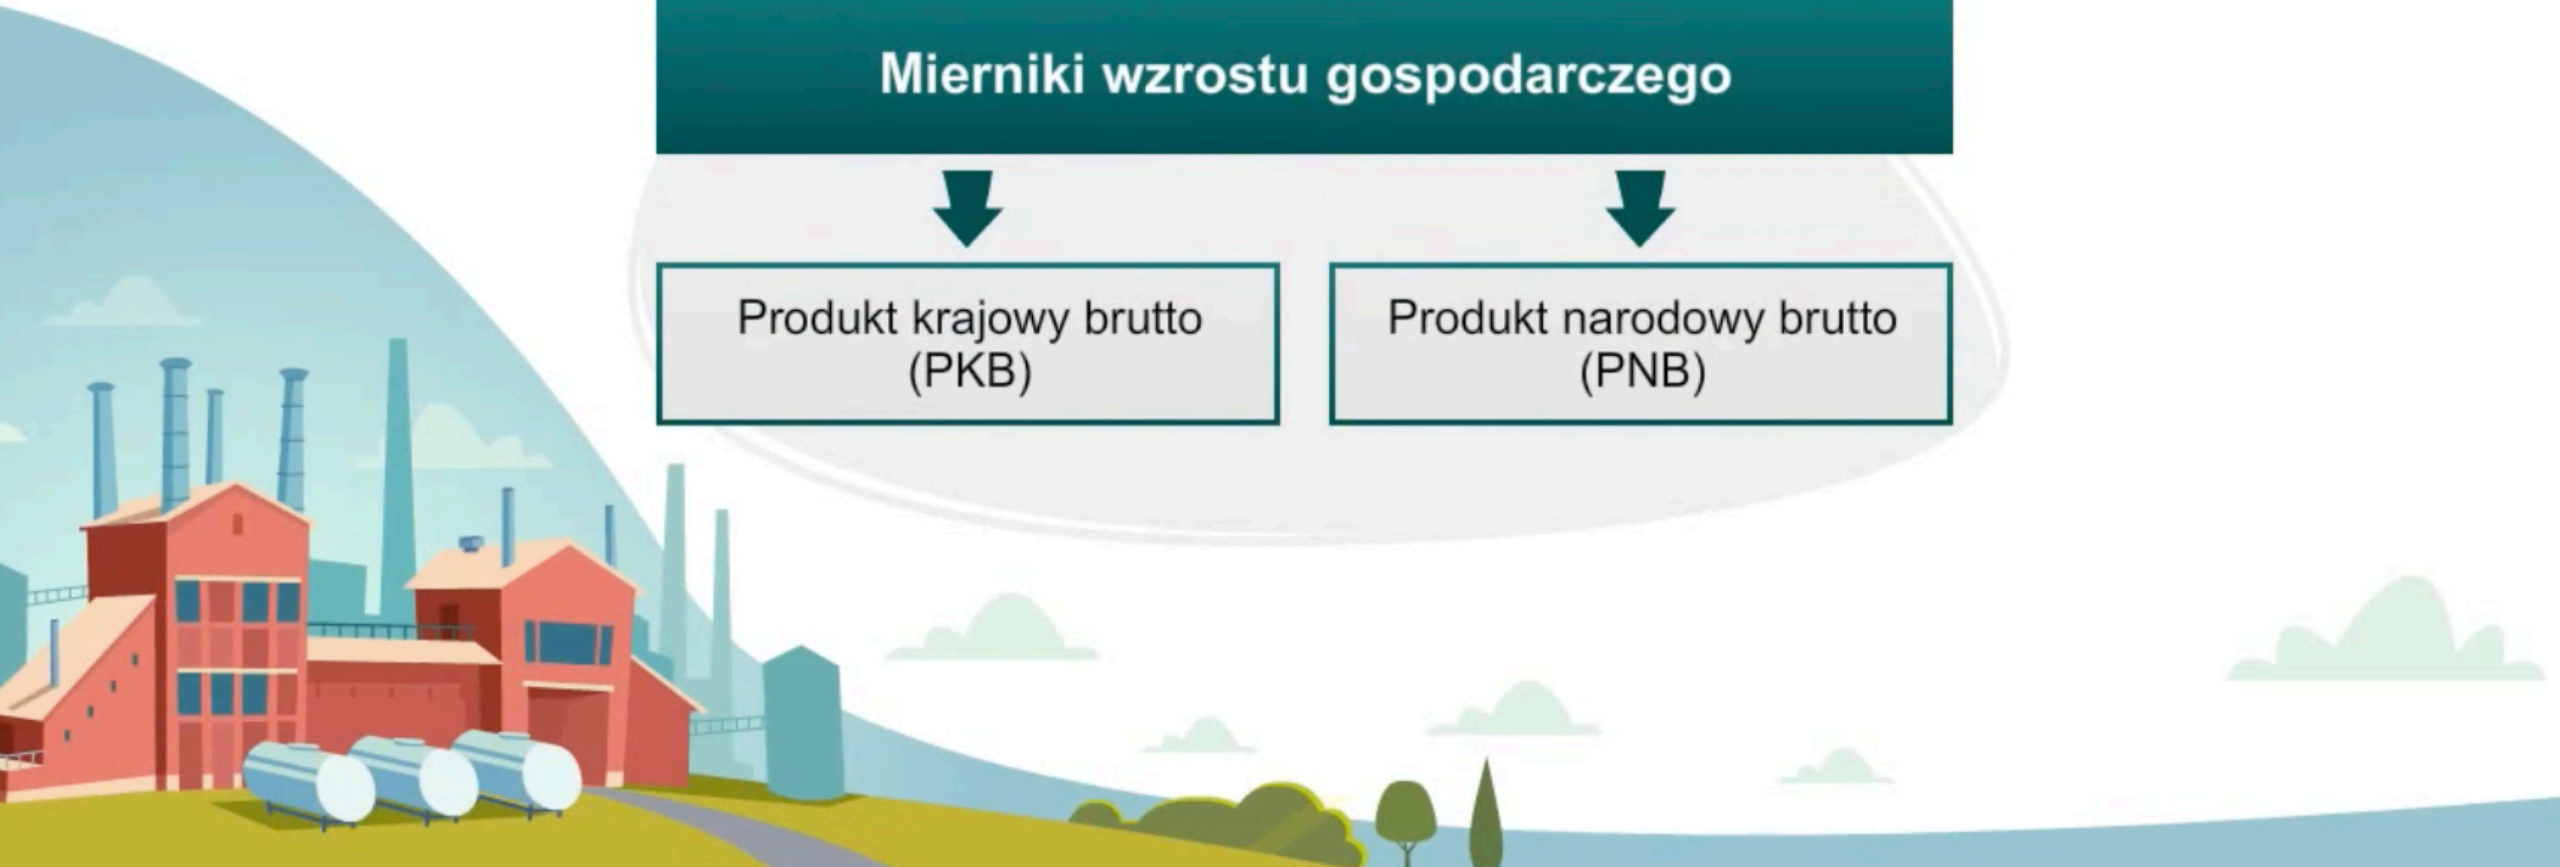 Mierniki wzrostu gospodarczego
Produkt krajowy brutto
(PKB)
Produkt narodowy brutto
(PNB)